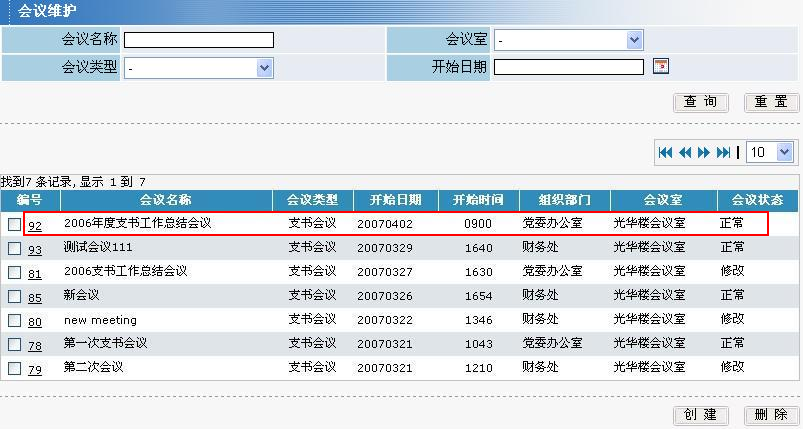 会议维护
会议名称 会议室 -
会议类型 - 开始日期
查 询 重 置
10
找到7 条记录, 显示 1 到 7
编号 会议名称 会议类型 开始日期 开始时间 组织部门 会议室 会议状态
92 2006年度支书工作总结会议 支书会议 20070402 0900 党委办公室 光华楼会议室 正常
93 测试会议111 支书会议 20070329 1640 财务处 光华楼会议室 正常
81 2006支书工作总结会议 支书会议 20070327 1630 党委办公室 光华楼会议室 修改
85 新会议 支书会议 20070326 1654 财务处 光华楼会议室 正常
80 new meeting 支书会议 20070322 1346 财务处 光华楼会议室 修改
78 第一次支书会议 支书会议 20070321 1043 党委办公室 光华楼会议室 正常
79 第二次会议 支书会议 20070321 1210 财务处 光华楼会议室 修改
创 建 删 除